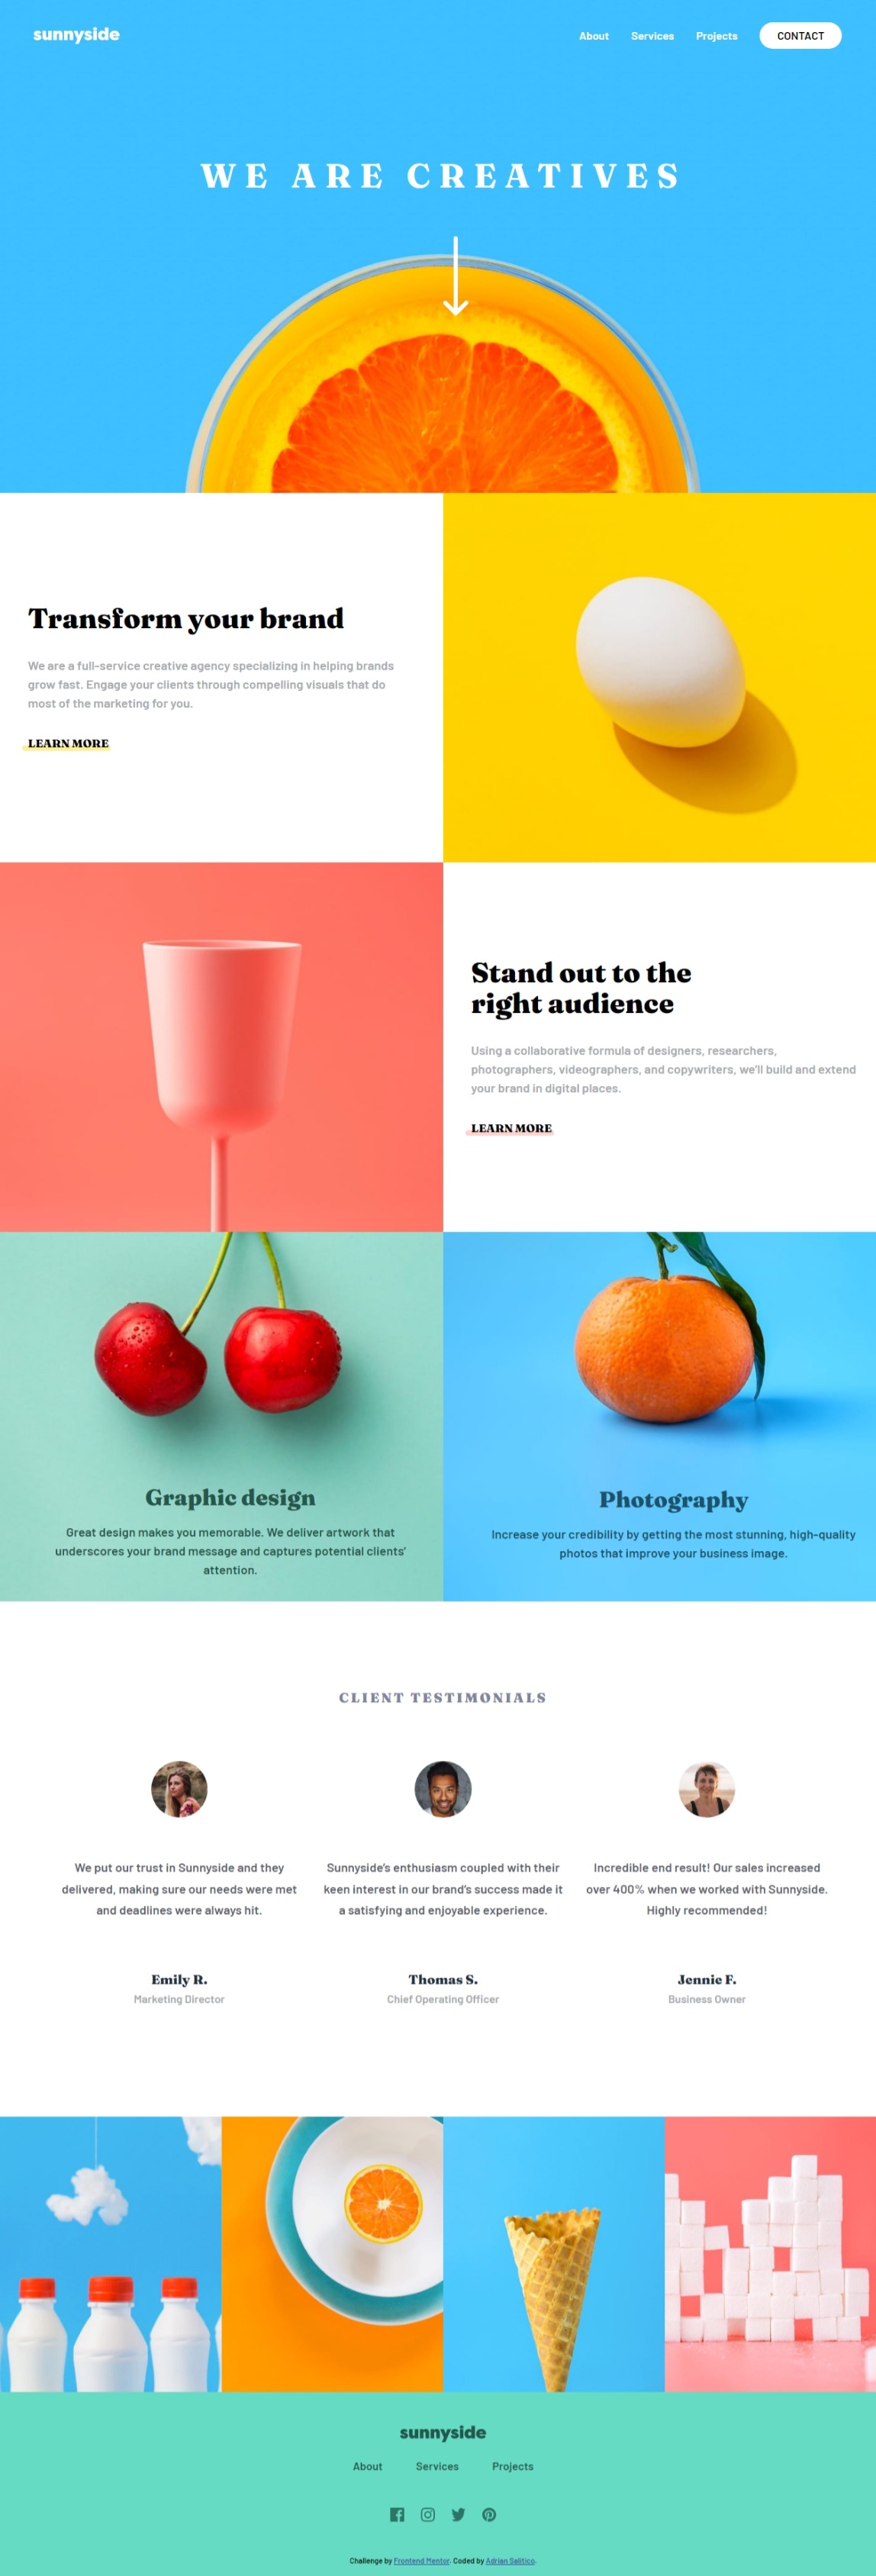 sunnyside
About Services Projects CONTACT
WE ARE CREATIVES
Transform your brand
We are a full-service creative agency specializing in helping brands
grow fast. Engage your clients through compelling visuals that do
most of the marketing for you.
LEARN MORE
Stand out to the
right audience
Using a collaborative formula of designers, researchers,
photographers, videographers, and copywriters, we'll build and extend
your brand in digital places.
LEARN MORE
Graphic design
Great design makes you memorable. We deliver artwork that
underscores your brand message and captures potential clients'
attention.
Photography
Increase your credibility by getting the most stunning, high-quality
photos that improve your business image.
CLIENT TESTIMONIALS
We put our trust in Sunnyside and they
delivered, making sure our needs were met
and deadlines were always hit.
Emily R.
Marketing Director
Sunnyside's enthusiasm coupled with their
keen interest in our brand's success made it
a satisfying and enjoyable experience.
Thomas S.
Chief Operating Officer
Incredible end result! Our sales increased
over 400% when we worked with Sunnyside.
Highly recommended!
Jennie F.
Business Owner
sunnyside
About Services Projects
Challenge by Frontend Mentor. Coded by Adrian Sallitico.